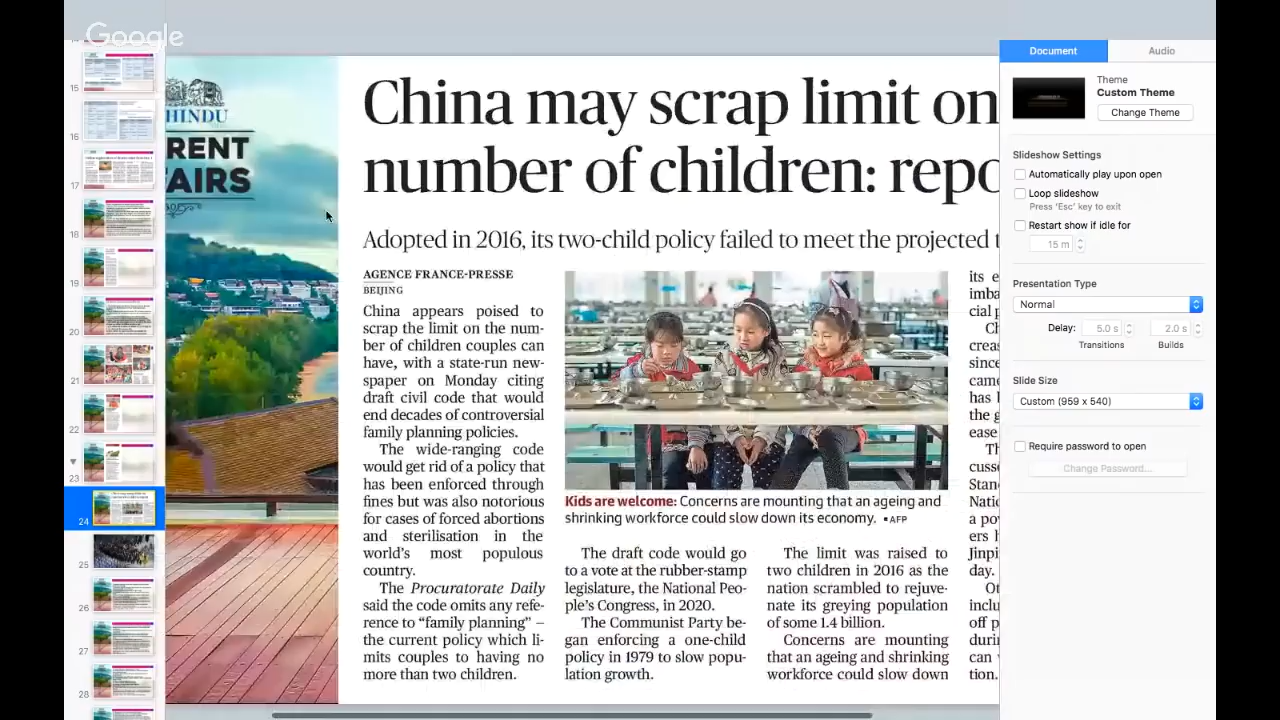 Google
15
16
17
18
19
20
21
22
23
24
25
26
27
28
HINDU
RENT
FAIRS
China may scrap limit on
number of children: repo
Adopted in 2016, its two-child policy failed to meet the projected
AGENCE FRANCE-PRESSE
BEIJING
China appears poised to
scrap the limit on the num-
ber of children couples can
have, with a state-run new-
spaper on Monday citing
draft civil code that would
end decades of controversial
family planning policies.
The wide-ranging code
would get rid of a policy that
has been enforced through
fines but was also notorious
for cases of forced abortions
and sterilisation in the
world's most populous
country.
The Procuratorate Daily
said the code would no lon-
ger have “family planning”
the current policy which li-
mits couples to having no
more than two children.
Kids are welcome: Concerns are mounting that an ageing and
shrinking workforce could slow down its economy. ▪AFP
The draft code would go
to a vote at the rubber-stamp
legislature, the National Peo-
ple's Congress, in 2020.
The Communist Party be-
gan enforcing a one-child
policy in 1979 to slow popu-
lation growth.
The limit was raised to
two children in 2016 as the
nation scrambled to rejuve-
nate its ageing population
of some 1.4 billion.
Concerns are mounting
that an ageing and shrinking
workforce could slow down
its e
imba
cial i
Cl
creas
since
came
has b
the g
ease
Tl
cuss
Stan
Natio
a pov
ers l
Jinpi
day.
Or
inclu
off p
durin
can
tion
Document
Audio
Theme
Custom Theme
Change Theme
Slideshow Settings
Automatically play upon open
Loop slideshow
Press 'Esc' key to exit
Restart show if idle for
15 m
Presentation Type
Normal
Delay:
5.0 s
2.0 s
Transitions
Builds
Slide Size
Custom (959 x 540)
Require password to open
Change Password...